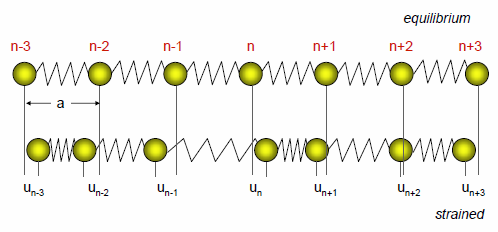 equilibrium
n-3 n-2 n-1 n n+1 n+2 n+3
a
un-3 un-2 un-1 un un+1 un+2 un+3
strained